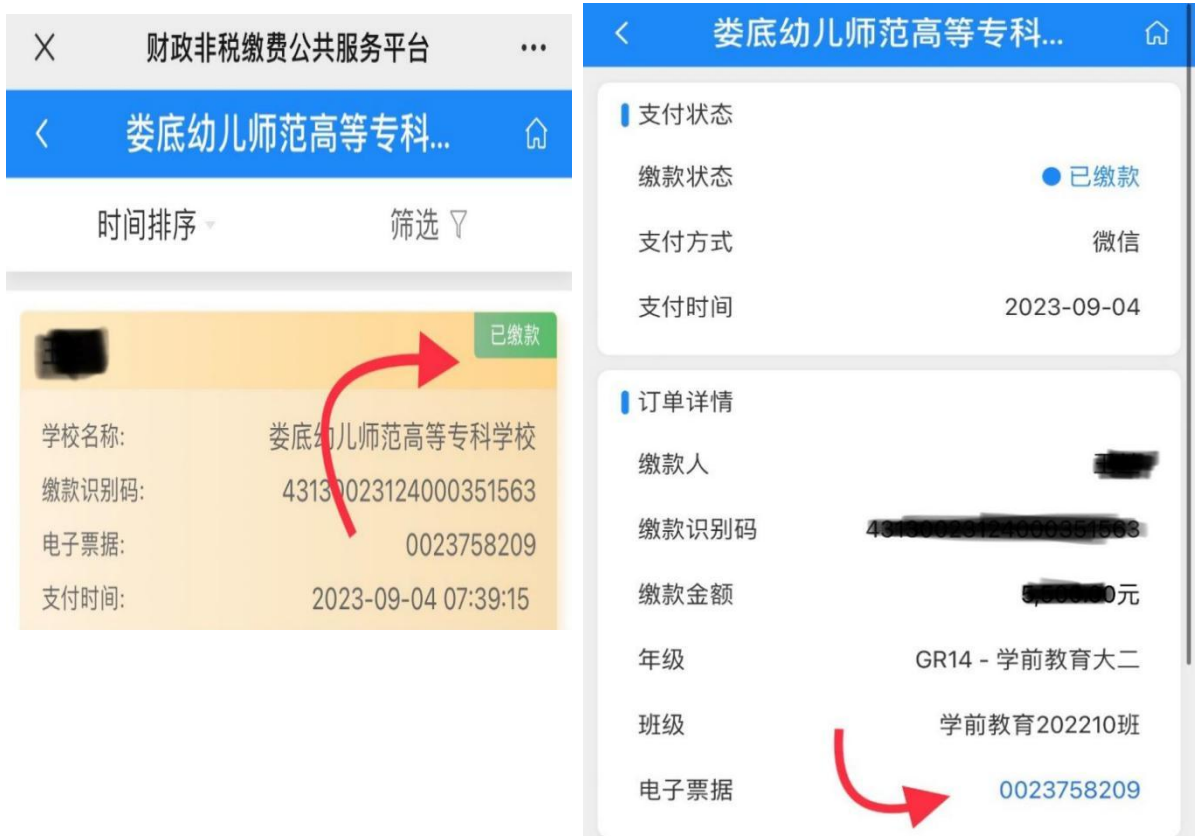 财政非税缴费公共服务平台
娄底幼儿师范高等专科...
时间排序
筛选
已缴款
学校名称: 娄底幼儿师范高等专科学校
缴款识别码: 43130023124000351563
电子票据: 0023758209
支付时间: 2023-09-04 07:39:15
娄底幼儿师范高等专科...
支付状态
缴款状态 已缴款
支付方式 微信
支付时间 2023-09-04
订单详情
缴款人
缴款识别码 43130023124000351563
缴款金额 0元
年级 GR14 - 学前教育大二
班级 学前教育202210班
电子票据 0023758209